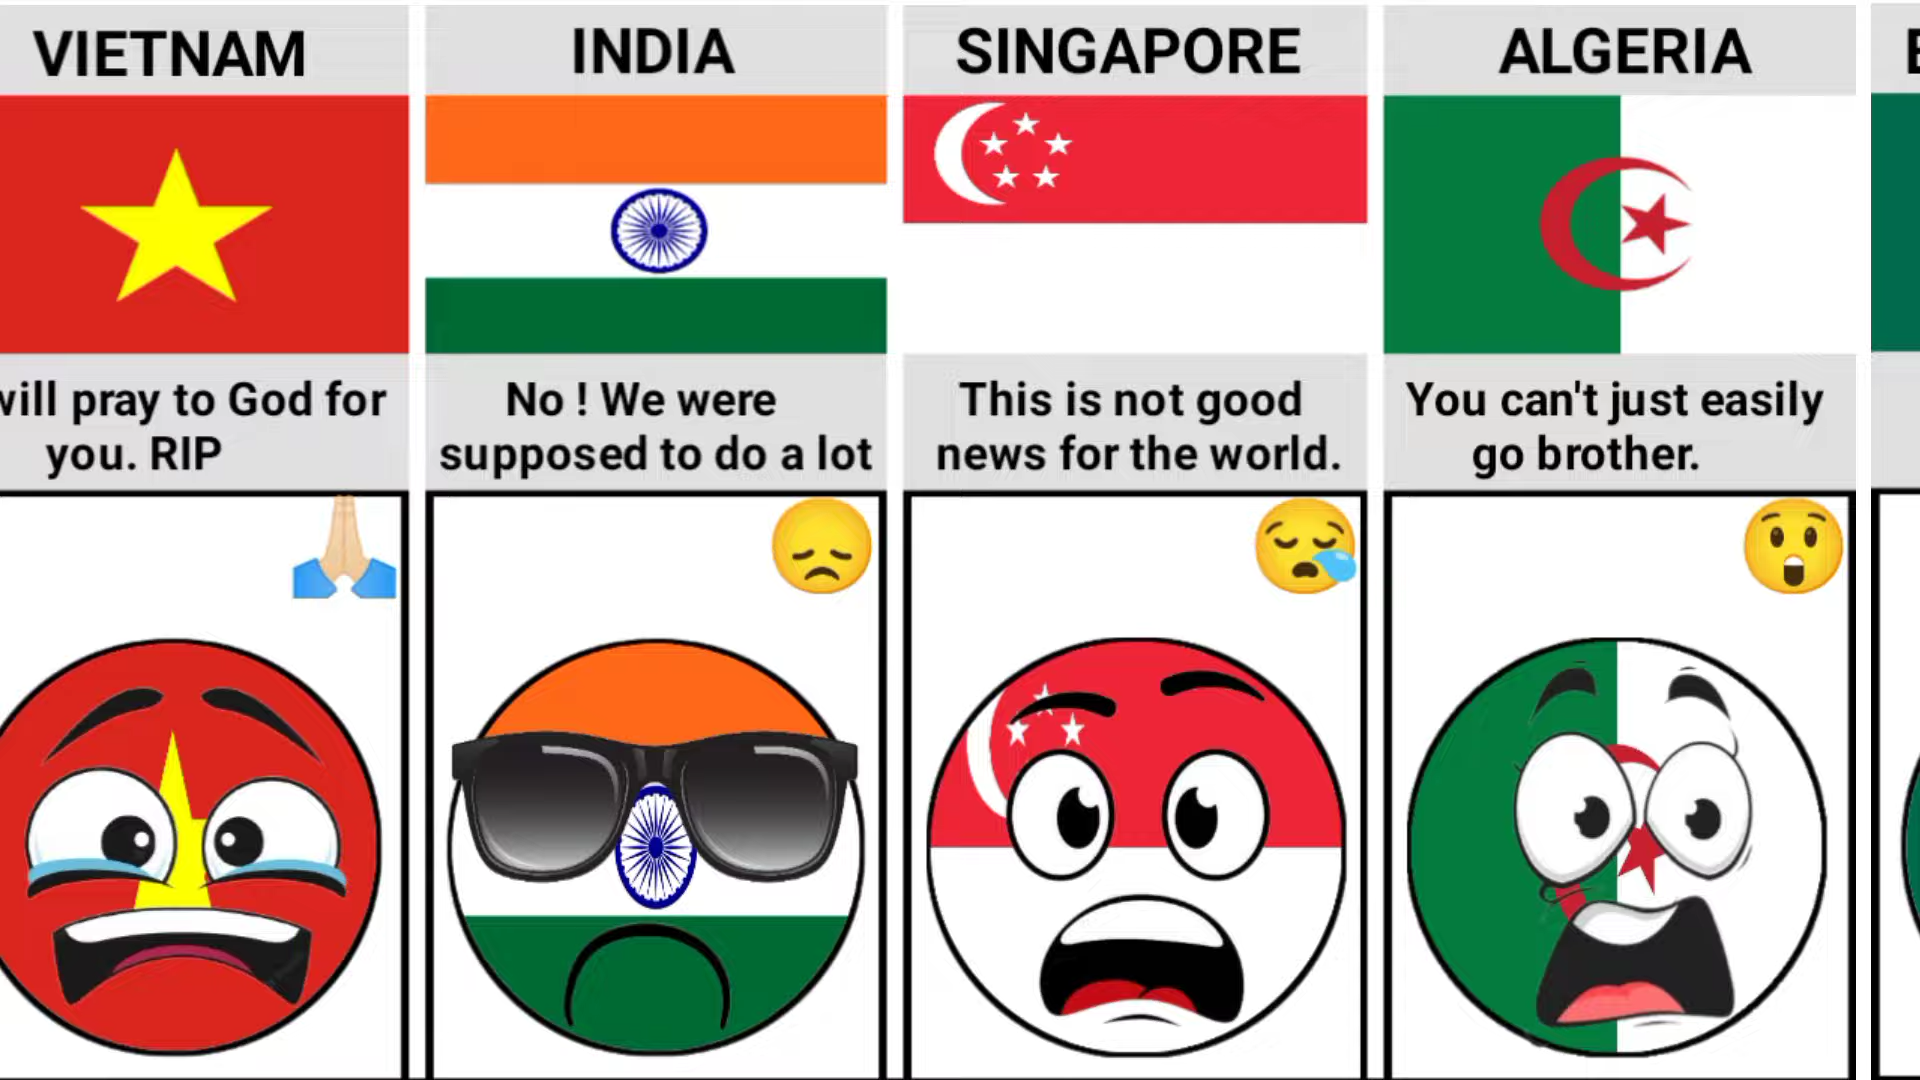 VIETNAM
will pray to God for
you. RIP
INDIA
No ! We were
supposed to do a lot
SINGAPORE
This is not good
news for the world.
ALGERIA
You can't just easily
go brother.